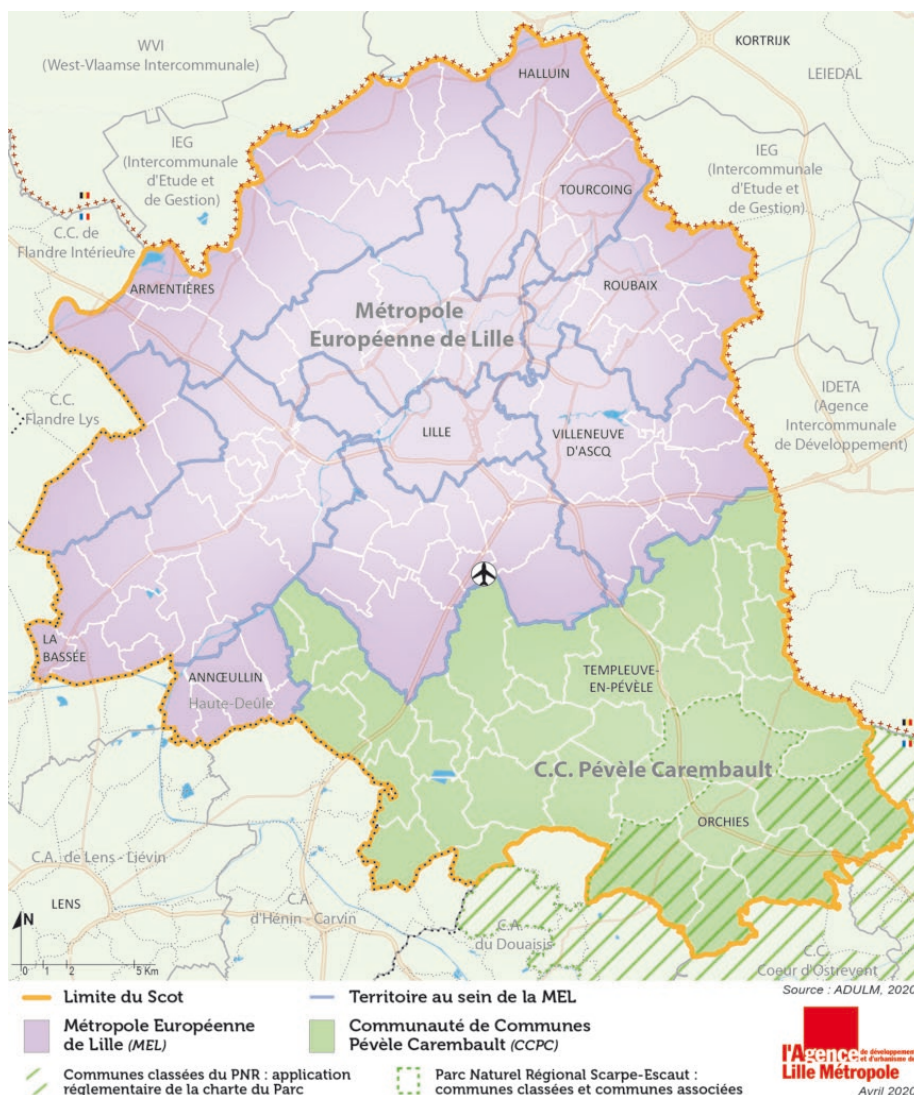 WVI
(West-Vlaamse Intercommunale)
KORTRIJK
LEIEDAL
HALLUIN
IEG
(Intercommunale
d'Etude et
de Gestion)
IEG
(Intercommunale
d'Etude et
de Gestion)
TOURCOING
C.C. de
Flandre Intérieure
ARMENTIÈRES
ROUBAIX
Métropole
Européenne de Lille
C.C.
Flandre Lys
IDETA
(Agence
Intercommunale
de Développement)
LILLE
VILLENEUVE
D'ASCQ
LA
BASSÉE
ANNŒULLIN
Haute-Deûle
TEMPLEUVE-
EN-PÉVÈLE
C.C. Pévèle Carembault
ORCHIES
C.A. de Lens - Liévin
LENS
C.A.
d'Hénin - Carvin
C.A.
du Douaisis
C.C.
Coeur d'Ostrevent
N
0 1 2 5 Km
Source : ADULM, 2020
Limite du Scot
Territoire au sein de la MEL
Métropole Européenne
de Lille (MEL)
Communauté de Communes
Pévèle Carembault (CCPC)
Communes classées du PNR : application
réglementaire de la charte du Parc
Parc Naturel Régional Scarpe-Escaut :
communes classées et communes associées
l'Agence de développement et d'urbanisme de
Lille Métropole
Avril 2020